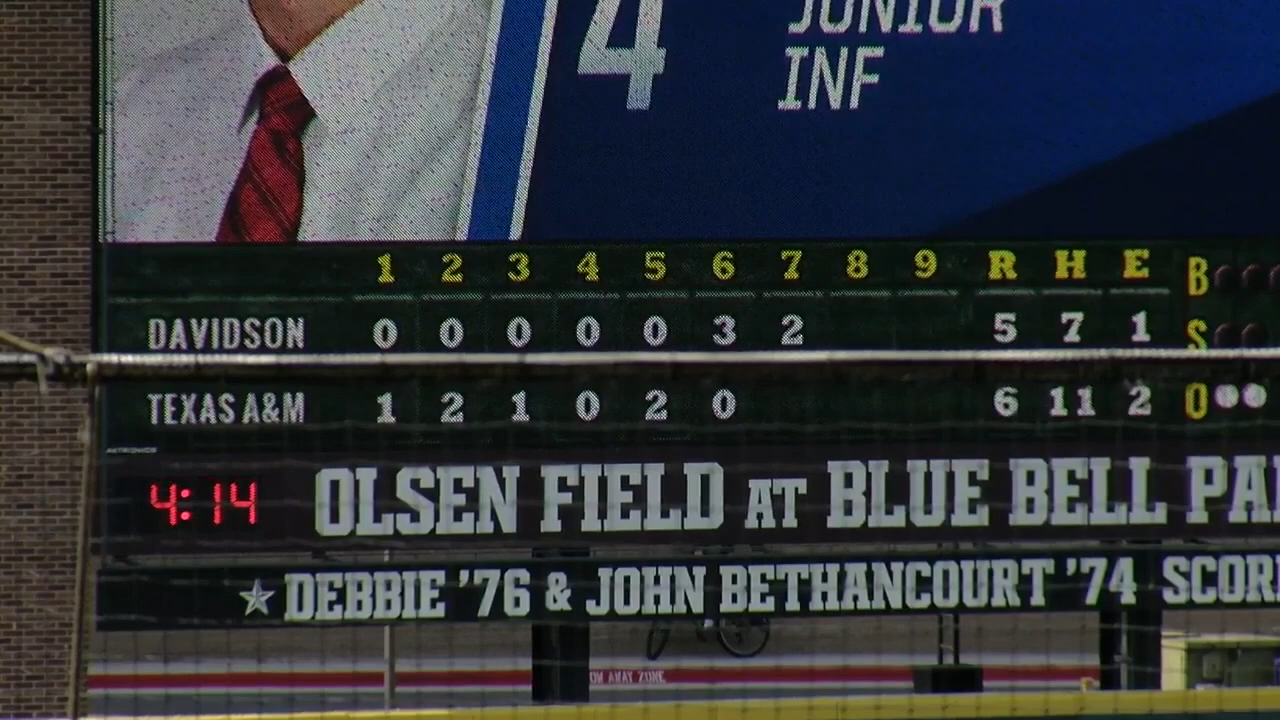 4 JUNIOR
INF
1 2 3 4 5 6 7 8 9 R H E B
DAVIDSON 0 0 0 0 0 3 2 5 7 1 S
TEXAS A&M 1 2 1 0 2 0 6 11 2 O
4:14 OLSEN FIELD AT BLUE BELL PA
DEBBIE '76 & JOHN BETHANCOURT '74 SCOR